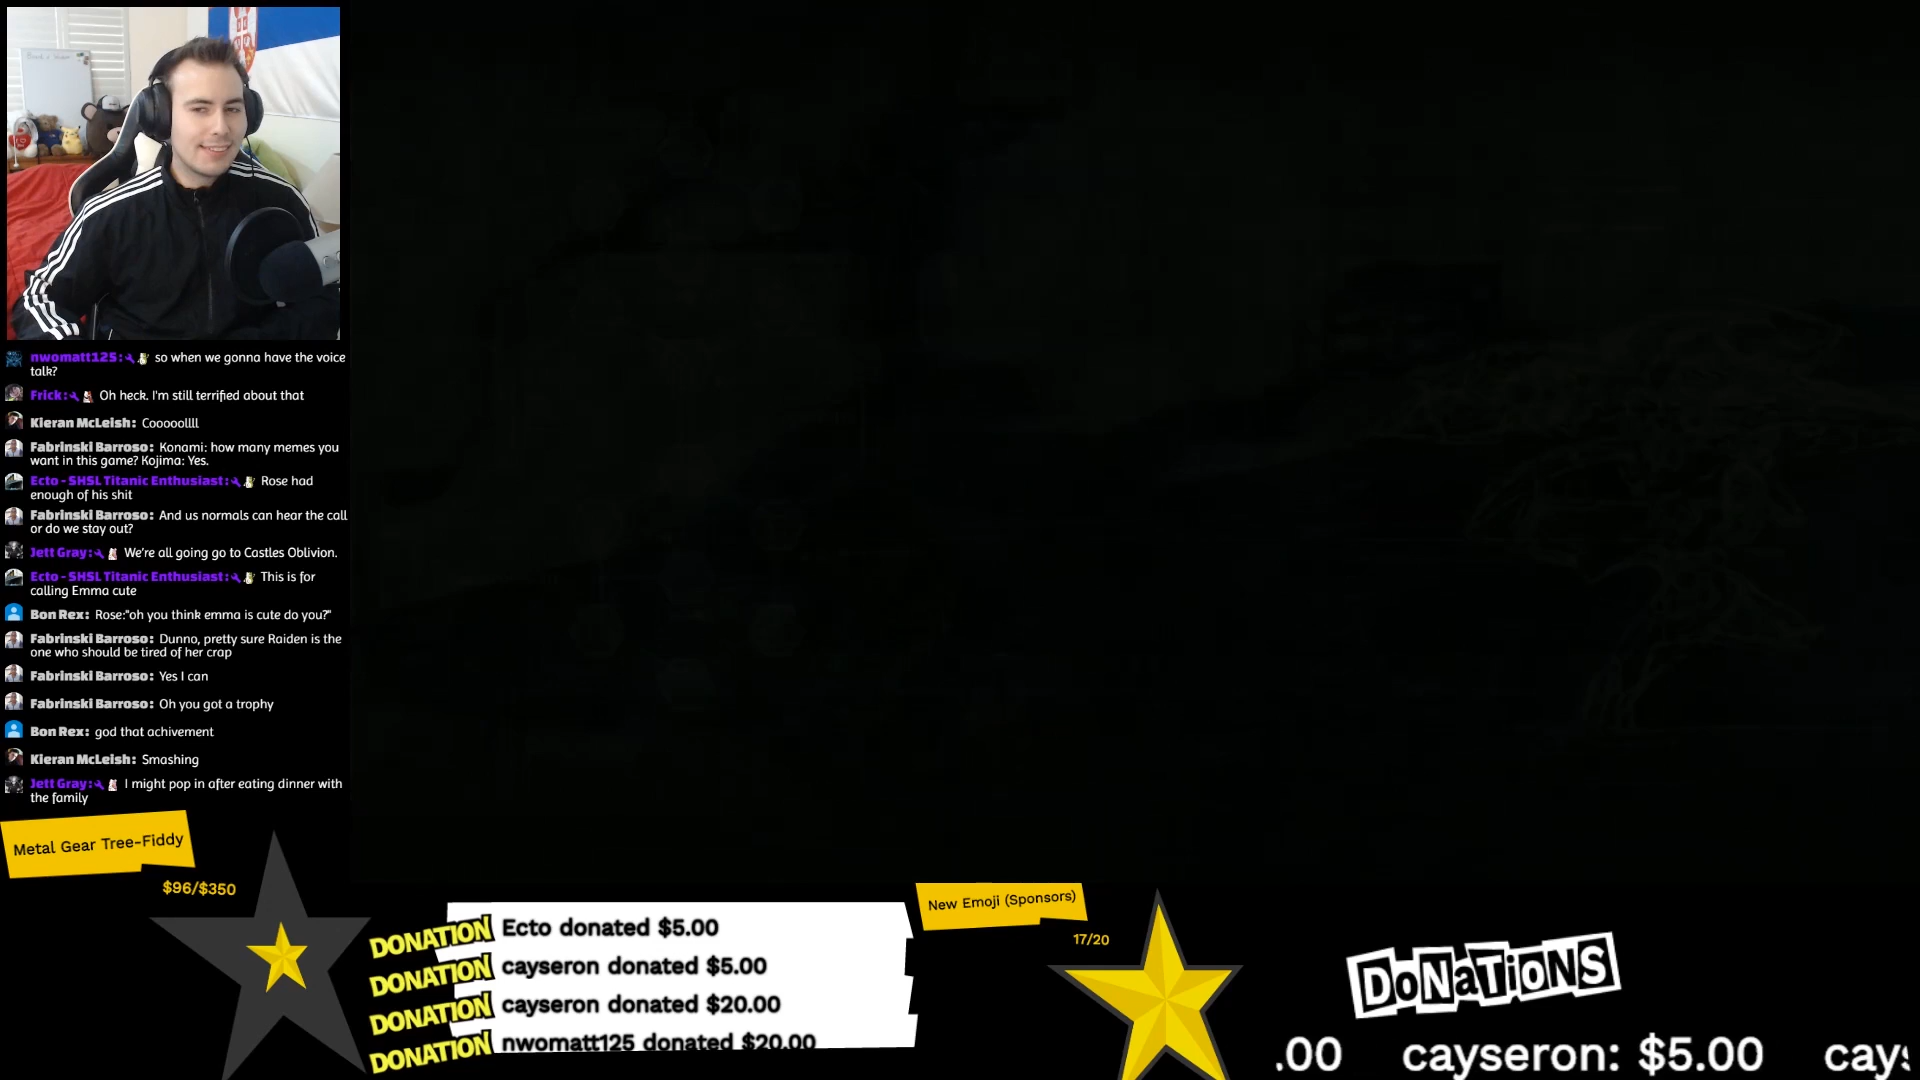 nwomatt125: so when we gonna have the voice
talk?
Frick: Oh heck. I'm still terrified about that
Kieran McLeish: Cooooollll
Fabrinski Barroso: Konami: how many memes you
want in this game? Kojima: Yes.
Ecto - SHSL Titanic Enthusiast: Rose had
enough of his shit
Fabrinski Barroso: And us normals can hear the call
or do we stay out?
Jett Gray: We're all going go to Castles Oblivion.
Ecto - SHSL Titanic Enthusiast: This is for
calling Emma cute
Bon Rex: Rose:"oh you think emma is cute do you?"
Fabrinski Barroso: Dunno, pretty sure Raiden is the
one who should be tired of her crap
Fabrinski Barroso: Yes I can
Fabrinski Barroso: Oh you got a trophy
Bon Rex: god that achivement
Kieran McLeish: Smashing
Jett Gray: I might pop in after eating dinner with
the family
Metal Gear Tree-Fiddy
$96/$350
DONATION Ecto donated $5.00
DONATION cayseron donated $5.00
DONATION cayseron donated $20.00
DONATION nwomatt125 donated $20.00
New Emoji (Sponsors)
17/20
DoNaTioNS
.00 cayseron: $5.00 cays